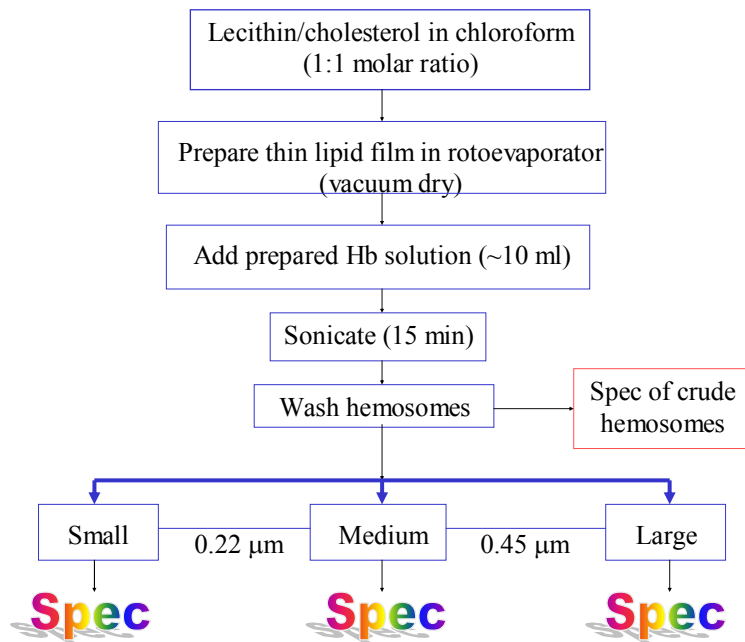 Lecithin/cholesterol in chloroform
(1:1 molar ratio)
Prepare thin lipid film in rotoevaporator
(vacuum dry)
Add prepared Hb solution (~10 ml)
Sonicate (15 min)
Wash hemosomes
Spec of crude
hemosomes
Small
0.22 μm
Medium
0.45 μm
Large
Spec
Spec
Spec